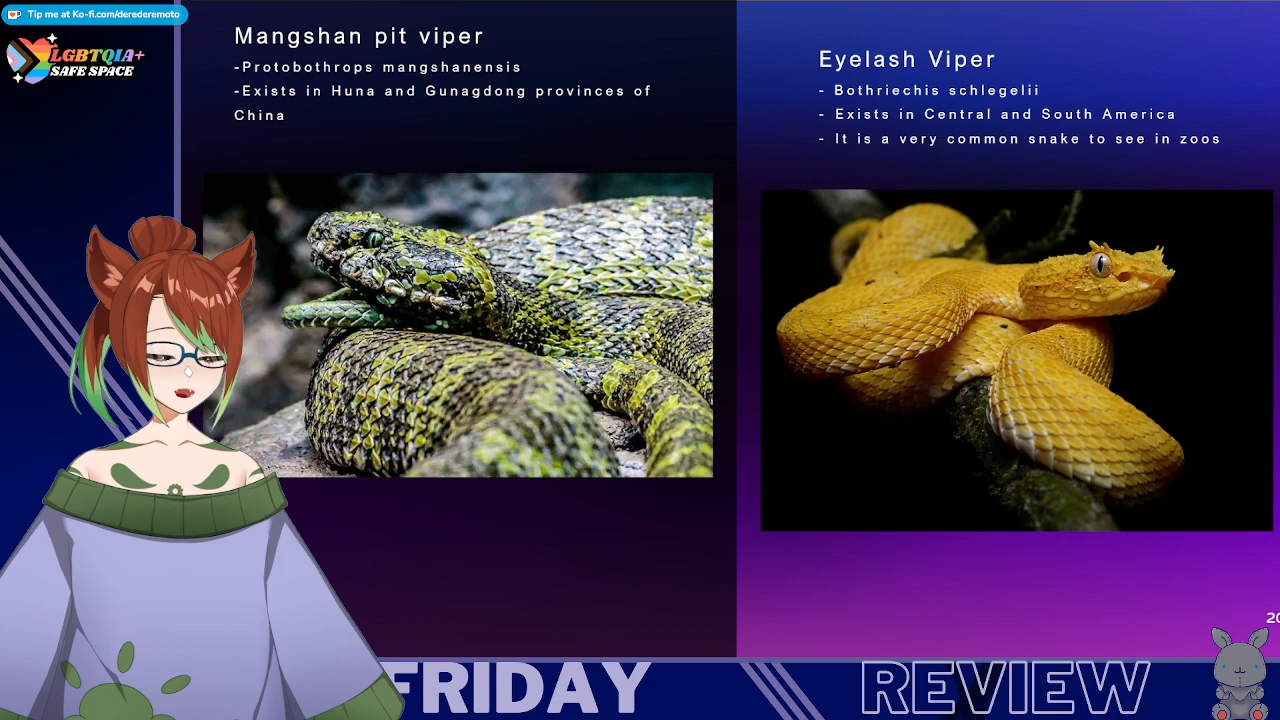 Tip me at Ko-fi.com/derederemoto
LGBTQIA+
SAFE SPACE
Mangshan pit viper
-Protobothrops mangshanensis
-Exists in Huna and Gunagdong provinces of
China
Eyelash Viper
- Bothriechis schlegelii
- Exists in Central and South America
- It is a very common snake to see in zoos
20
FRIDAY
REVIEW